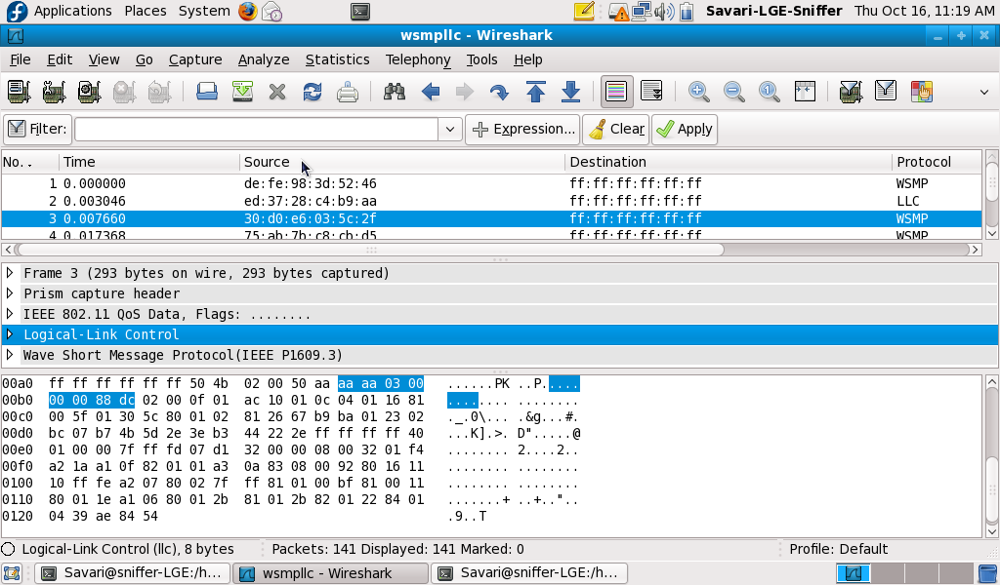 Applications Places System Savari-LGE-Sniffer Thu Oct 16, 11:19 AM
wsmpllc - Wireshark
File Edit View Go Capture Analyze Statistics Telephony Tools Help
Filter: Expression... Clear Apply
No. . Time Source Destination Protocol
1 0.000000 de:fe:98:3d:52:46 ff:ff:ff:ff:ff:ff WSMP
2 0.003046 ed:37:28:c4:b9:aa ff:ff:ff:ff:ff:ff LLC
3 0.007660 30:d0:e6:03:5c:2f ff:ff:ff:ff:ff:ff WSMP
4 0.017368 75:ab:7b:c8:cb:d5 ff:ff:ff:ff:ff:ff WSMP
Frame 3 (293 bytes on wire, 293 bytes captured)
Prism capture header
IEEE 802.11 QoS Data, Flags: ........
Logical-Link Control
Wave Short Message Protocol(IEEE P1609.3)
00a0 ff ff ff ff ff ff 50 4b 02 00 50 aa aa aa 03 00 ......PK ..P.....
00b0 00 00 88 dc 02 00 0f 01 ac 10 01 0c 04 01 16 81 ........ ........
00c0 00 5f 01 30 5c 80 01 02 81 26 67 b9 ba 01 23 02 ._.0\... .&g...#.
00d0 bc 07 b7 4b 5d 2e 3e b3 44 22 2e ff ff ff ff 40 ...K].>. D".....@
00e0 01 00 00 7f ff fd 07 d1 32 00 00 08 00 32 01 f4 ........ 2....2..
00f0 a2 1a a1 0f 82 01 01 a3 0a 83 08 00 92 80 16 11 ........ ........
0100 10 ff fe a2 07 80 02 7f ff 81 01 00 bf 81 00 11 ........ ........
0110 80 01 1e a1 06 80 01 2b 81 01 2b 82 01 22 84 01 .......+ ..+.."..
0120 04 39 ae 84 54 .9..T
Logical-Link Control (llc), 8 bytes Packets: 141 Displayed: 141 Marked: 0 Profile: Default
Savari@sniffer-LGE:/h... wsmpllc - Wireshark Savari@sniffer-LGE:/h...